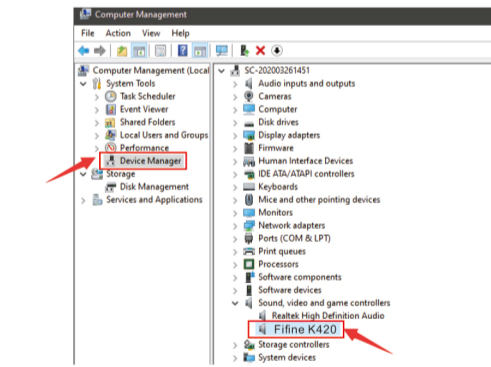 Computer Management
File Action View Help
Computer Management (Local
System Tools
Task Scheduler
Event Viewer
Shared Folders
Local Users and Groups
Performance
Device Manager
Storage
Disk Management
Services and Applications
SC-202003261451
Audio inputs and outputs
Cameras
Computer
Disk drives
Display adapters
Firmware
Human Interface Devices
IDE ATA/ATAPI controllers
Keyboards
Mice and other pointing devices
Monitors
Network adapters
Ports (COM & LPT)
Print queues
Processors
Software components
Software devices
Sound, video and game controllers
Realtek High Definition Audio
Fifine K420
Storage controllers
System devices